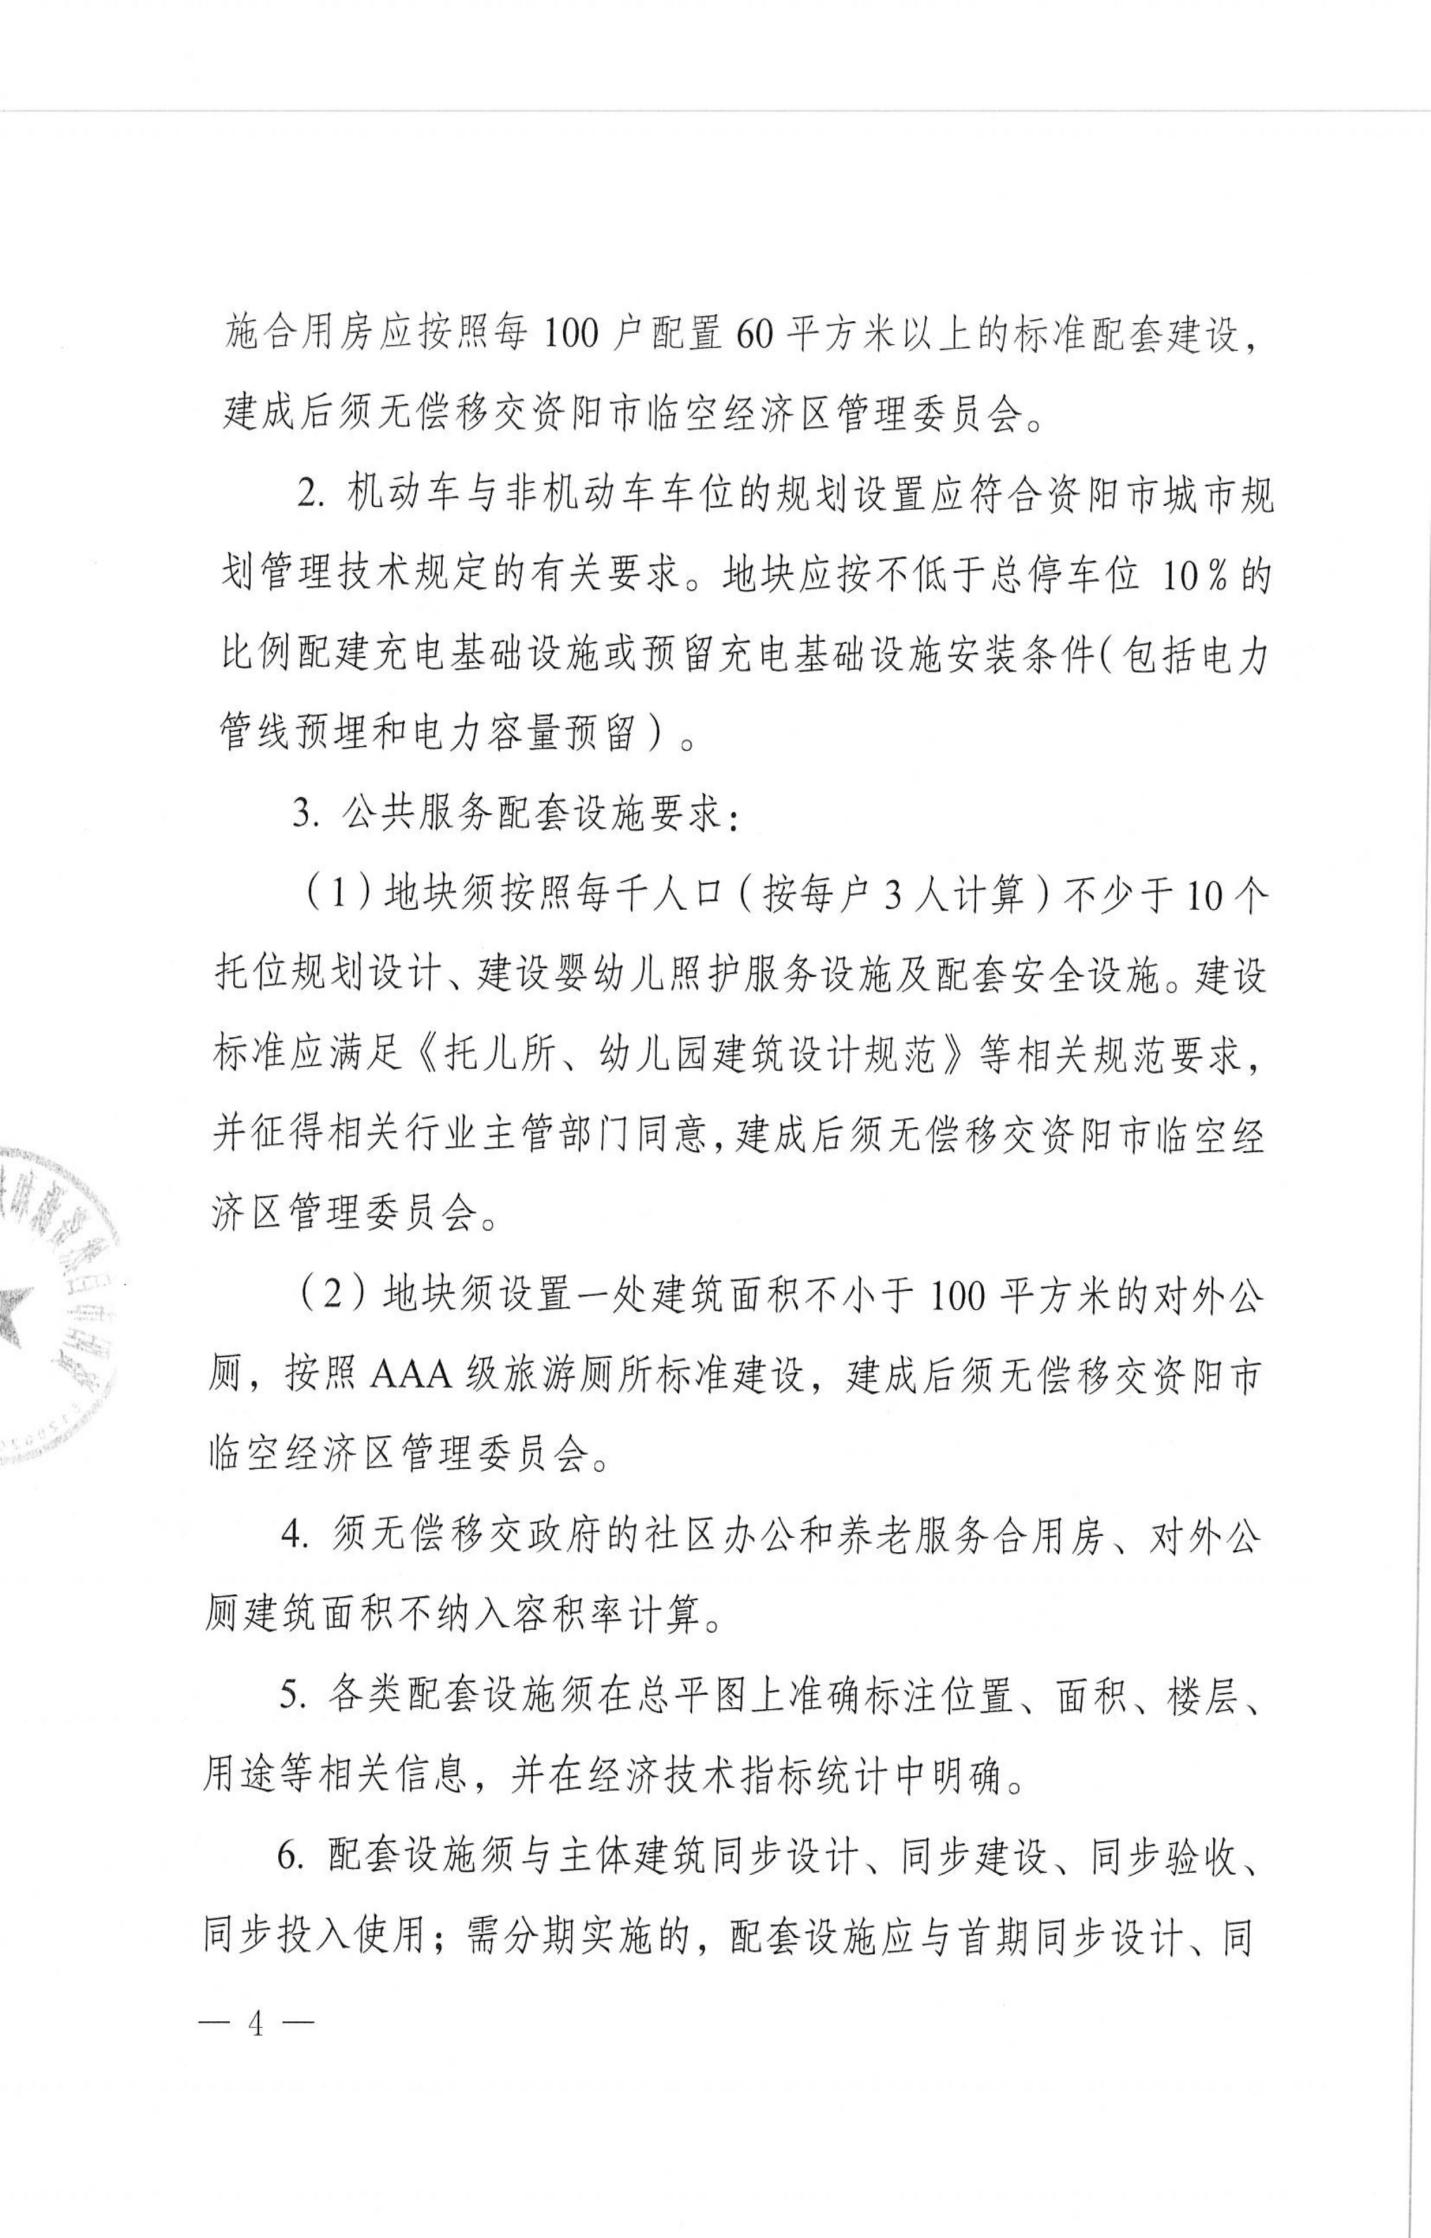 施合用房应按照每 100 户配置 60 平方米以上的标准配套建设，
建成后须无偿移交资阳市临空经济区管理委员会。
2. 机动车与非机动车车位的规划设置应符合资阳市城市规
划管理技术规定的有关要求。地块应按不低于总停车位 10％的
比例配建充电基础设施或预留充电基础设施安装条件（包括电力
管线预埋和电力容量预留）。
3. 公共服务配套设施要求：
（1）地块须按照每千人口（按每户 3 人计算）不少于 10 个
托位规划设计、建设婴幼儿照护服务设施及配套安全设施。建设
标准应满足《托儿所、幼儿园建筑设计规范》等相关规范要求，
并征得相关行业主管部门同意，建成后须无偿移交资阳市临空经
济区管理委员会。
（2）地块须设置一处建筑面积不小于 100 平方米的对外公
厕，按照 AAA 级旅游厕所标准建设，建成后须无偿移交资阳市
临空经济区管理委员会。
4. 须无偿移交政府的社区办公和养老服务合用房、对外公
厕建筑面积不纳入容积率计算。
5. 各类配套设施须在总平图上准确标注位置、面积、楼层、
用途等相关信息，并在经济技术指标统计中明确。
6. 配套设施须与主体建筑同步设计、同步建设、同步验收、
同步投入使用；需分期实施的，配套设施应与首期同步设计、同
— 4 —